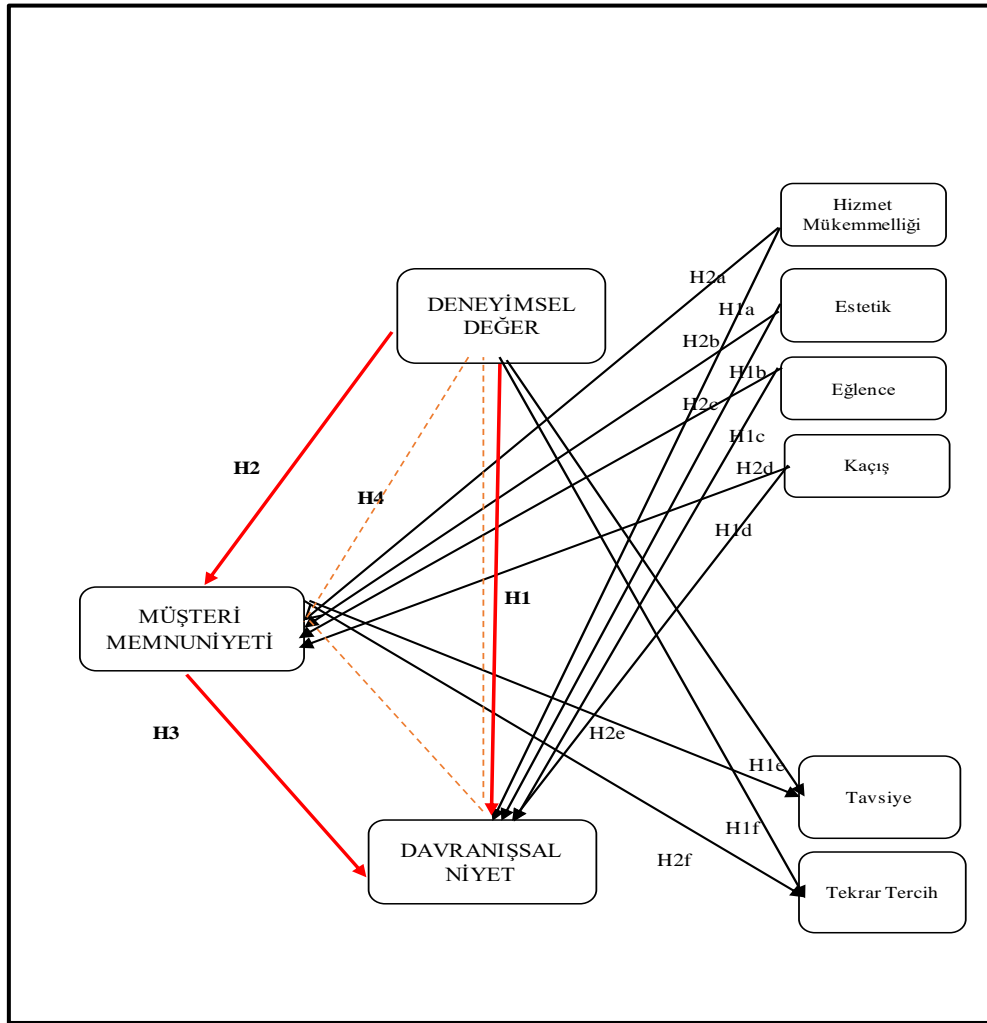 Hizmet
Mükemmelliği
H2a
DENEYİMSEL
DEĞER
H1a
Estetik
H2b
H1b
Eğlence
H2c
H1c
H2d
Kaçış
H2
H4
H1d
H1
MÜŞTERİ
MEMNUNİYETİ
H3
H2e
H1e
Tavsiye
H1f
DAVRANIŞSAL
NİYET
H2f
Tekrar Tercih